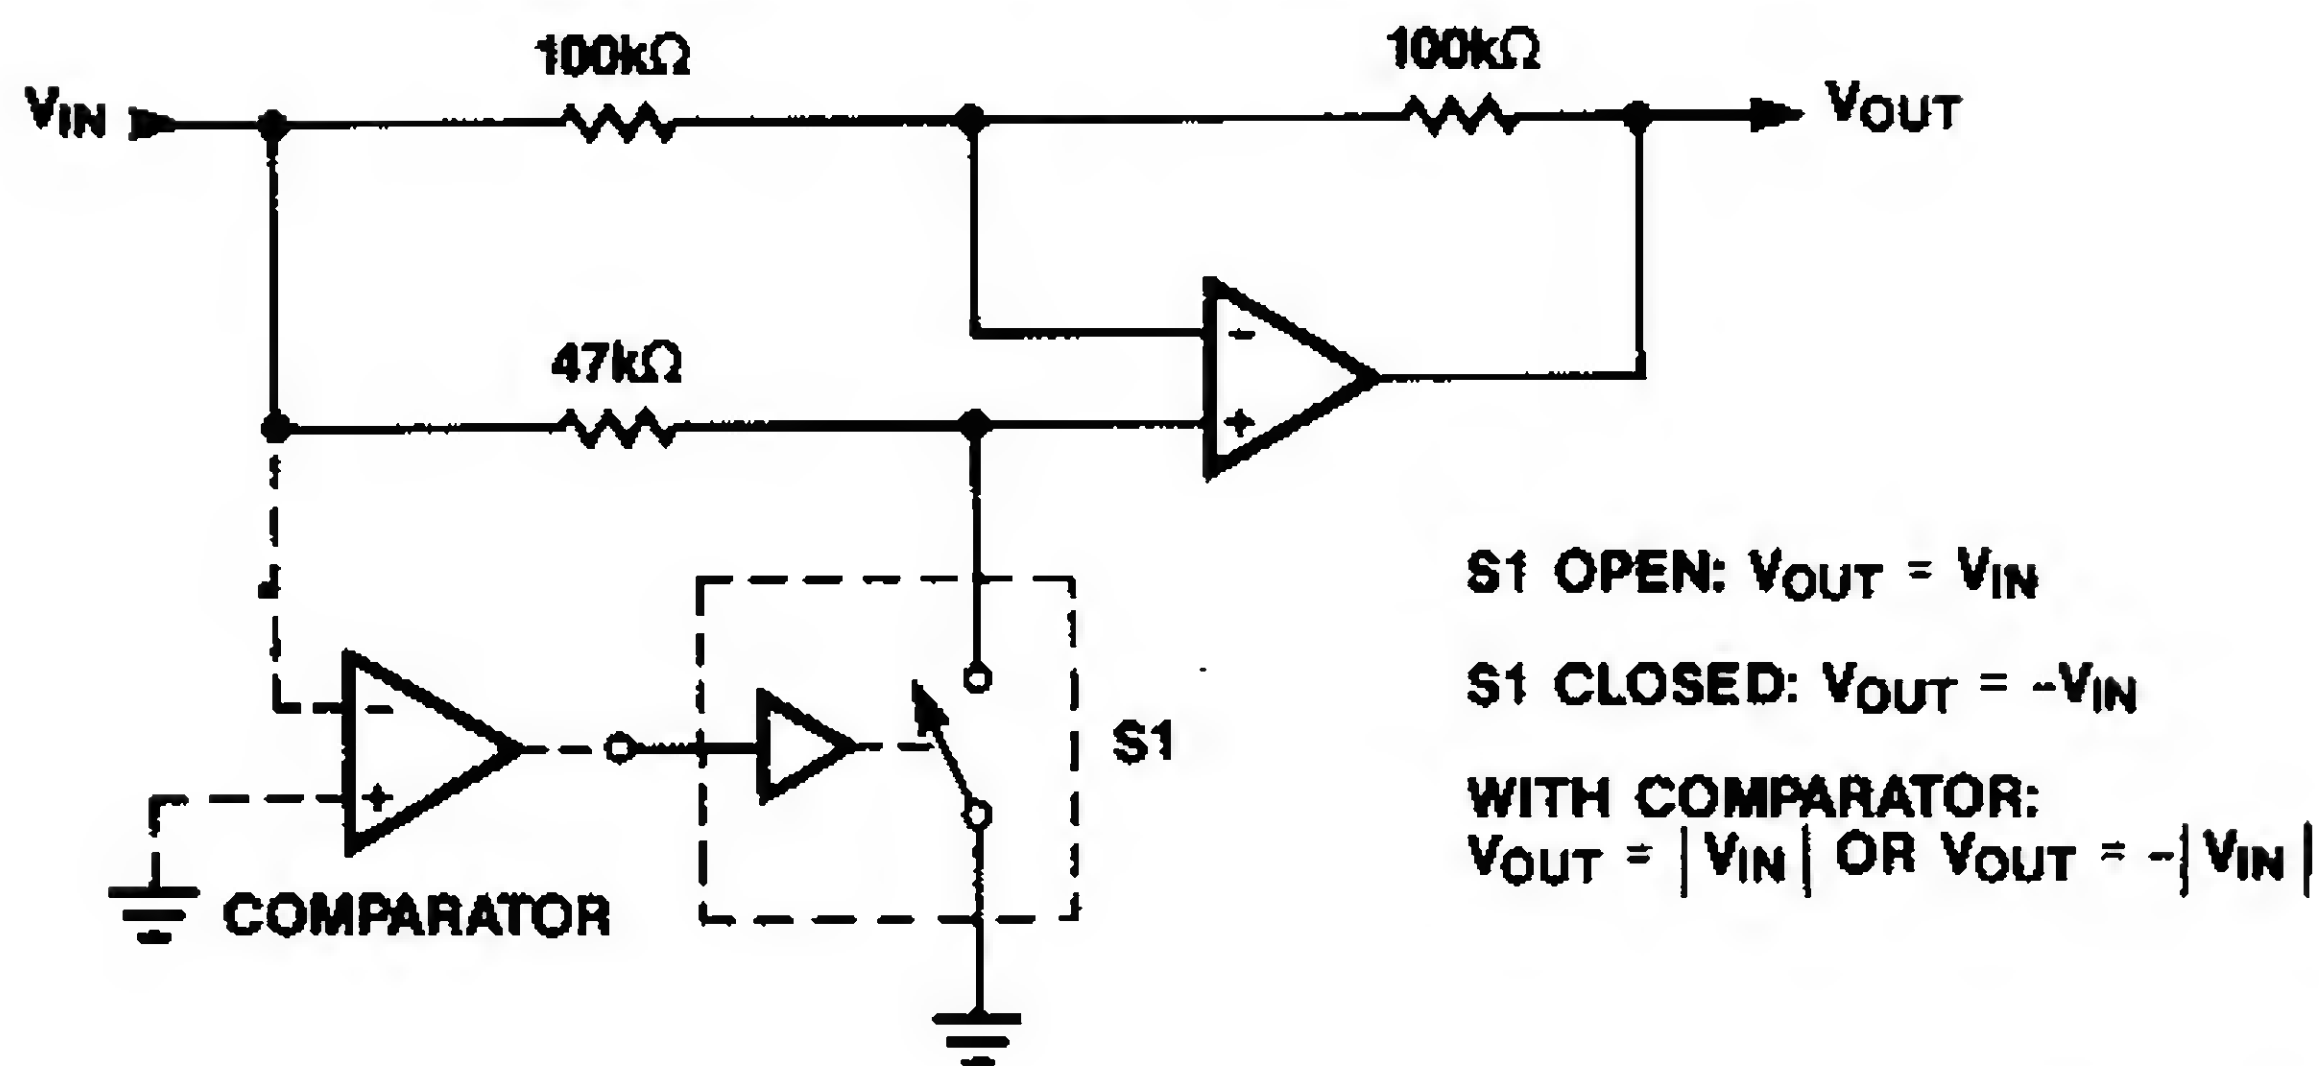 100kΩ
100kΩ
VIN
VOUT
-
47kΩ
+
S1 OPEN: VOUT = VIN
S1 CLOSED: VOUT = -VIN
-
S1
+
WITH COMPARATOR:
VOUT = |VIN| OR VOUT = -|VIN|
COMPARATOR